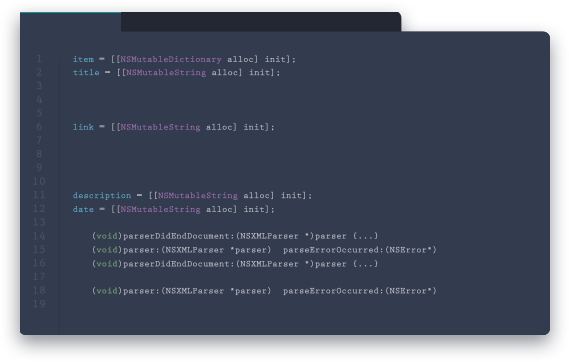 1 item = [[NSMutableDictionary alloc] init];
2 title = [[NSMutableString alloc] init];
3
4
5
6 link = [[NSMutableString alloc] init];
7
8
9
10
11 description = [[NSMutableString alloc] init];
12 date = [[NSMutableString alloc] init];
13
14 (void)parserDidEndDocument:(NSXMLParser *)parser {...}
15 (void)parser:(NSXMLParser *parser) parseErrorOccurred:(NSError*)
16 (void)parserDidEndDocument:(NSXMLParser *)parser {...}
17
18 (void)parser:(NSXMLParser *parser) parseErrorOccurred:(NSError*)
19